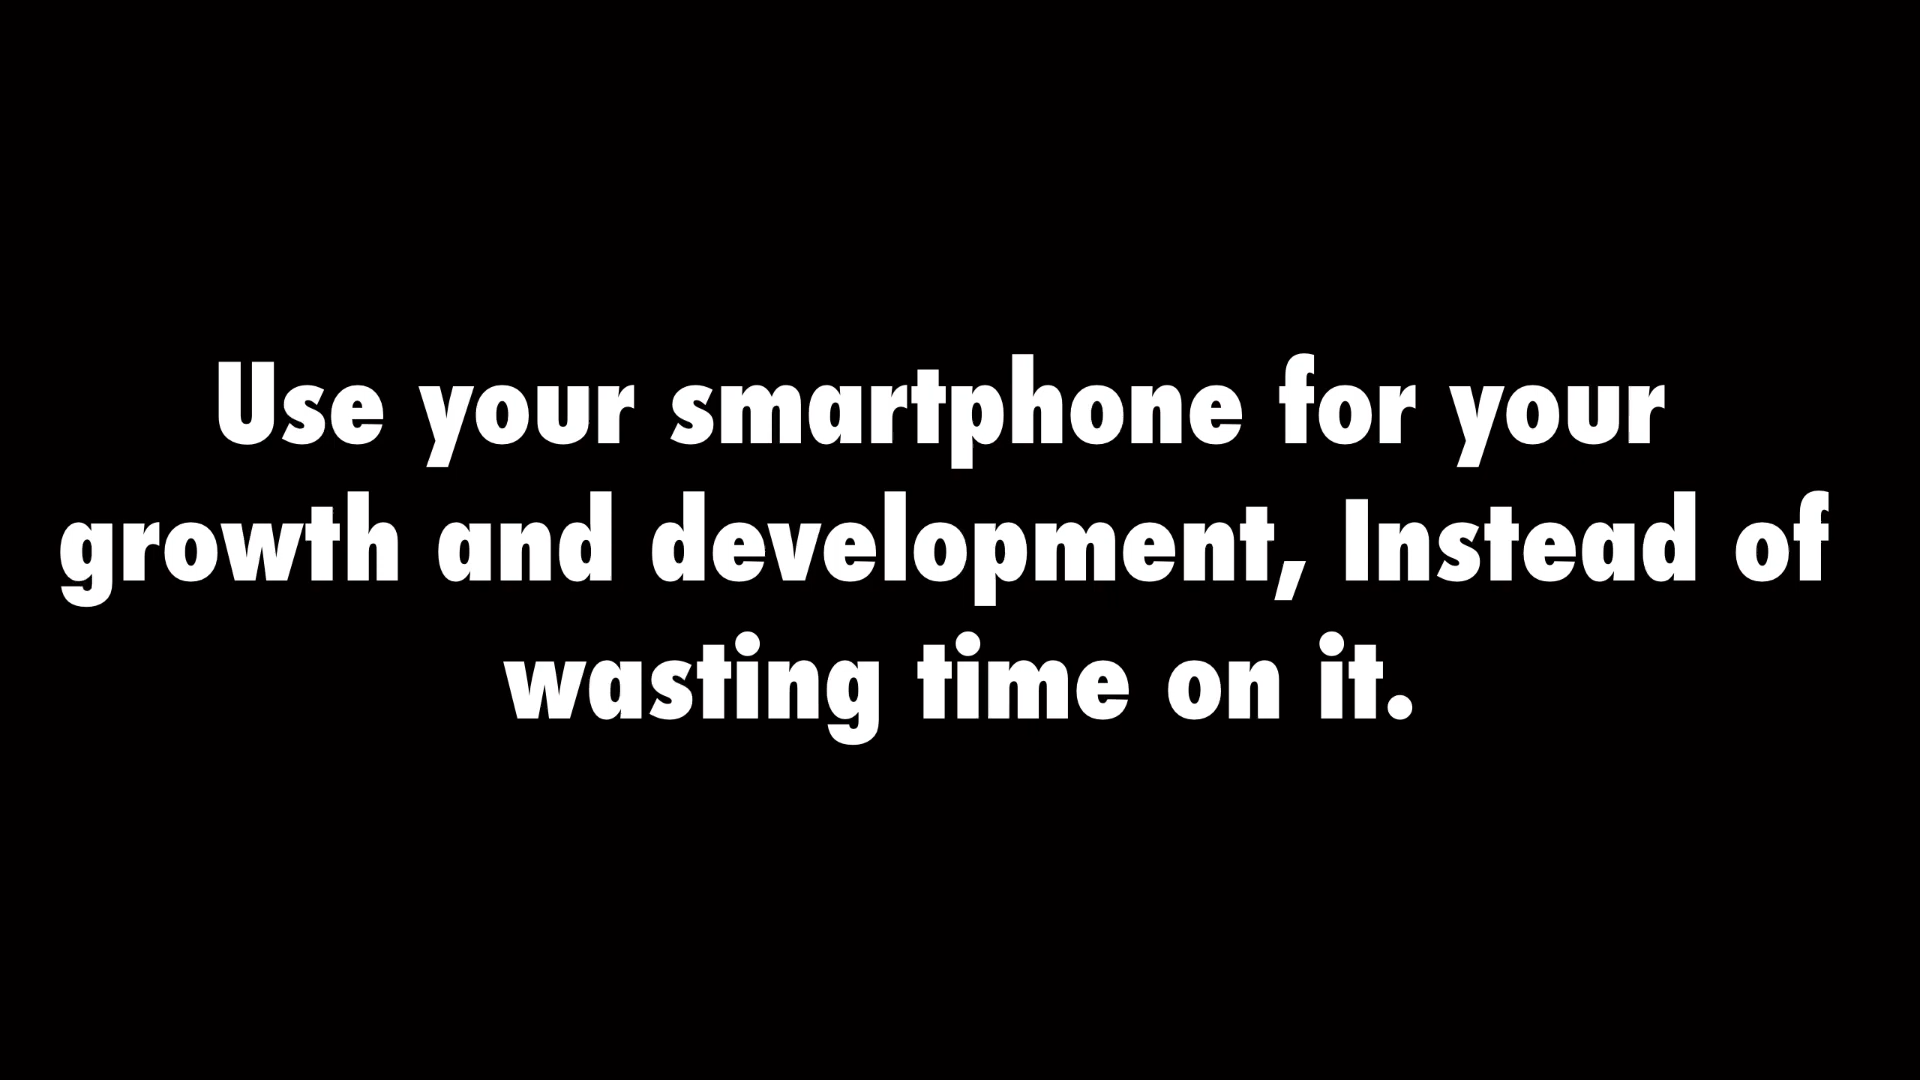 Use your smartphone for your
growth and development, Instead of
wasting time on it.